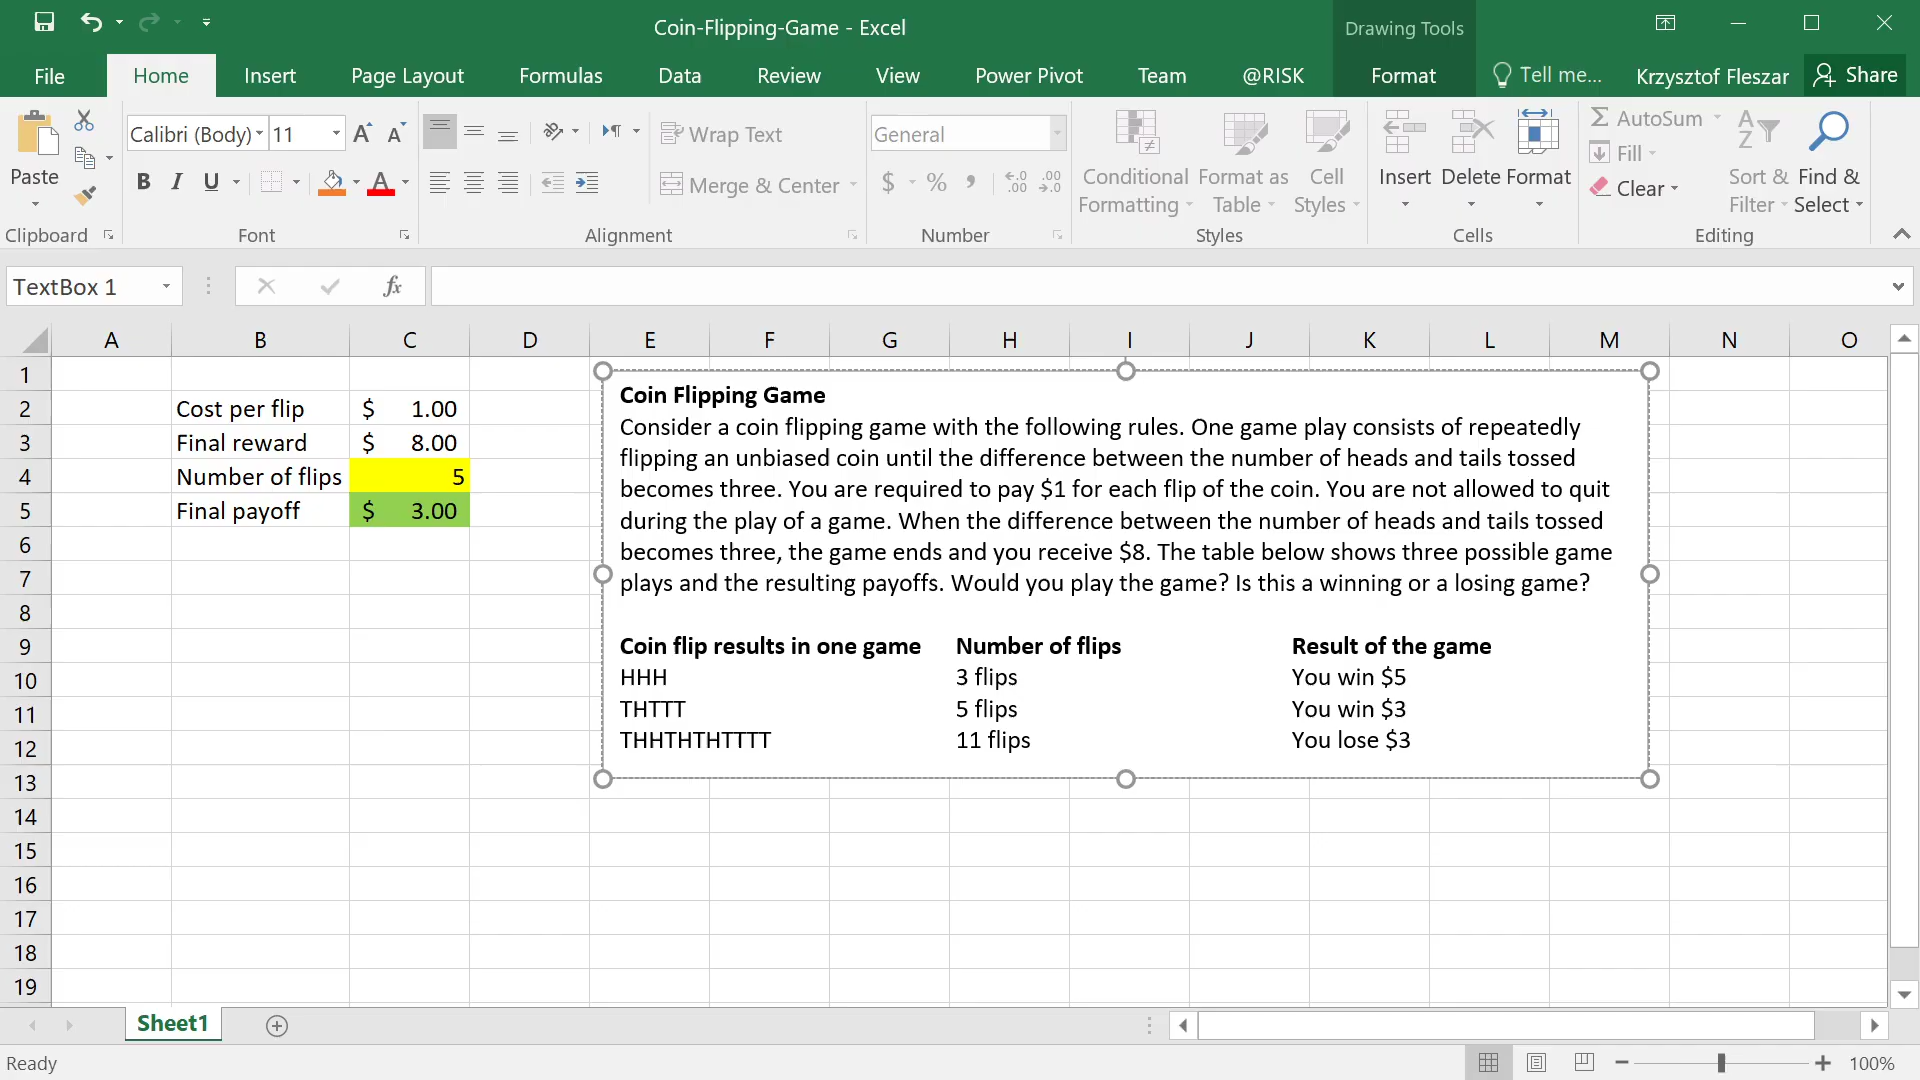 Coin-Flipping-Game - Excel
Drawing Tools
File Home Insert Page Layout Formulas Data Review View Power Pivot Team @RISK Format Tell me... Krzysztof Fleszar Share
Calibri (Body) 11
Wrap Text
General
AutoSum
Fill
Clear
Paste
B I U
A
Merge & Center
$ % ,
Conditional Formatting
Format as Table
Cell Styles
Insert Delete Format
Sort & Filter
Find & Select
Clipboard Font Alignment Number Styles Cells Editing
TextBox 1
fx
A B C D E F G H I J K L M N O
1
2 Cost per flip $ 1.00
3 Final reward $ 8.00
4 Number of flips 5
5 Final payoff $ 3.00
6
7
8
9
10
11
12
13
14
15
16
17
18
19
Coin Flipping Game
Consider a coin flipping game with the following rules. One game play consists of repeatedly
flipping an unbiased coin until the difference between the number of heads and tails tossed
becomes three. You are required to pay $1 for each flip of the coin. You are not allowed to quit
during the play of a game. When the difference between the number of heads and tails tossed
becomes three, the game ends and you receive $8. The table below shows three possible game
plays and the resulting payoffs. Would you play the game? Is this a winning or a losing game?
Coin flip results in one game Number of flips Result of the game
HHH 3 flips You win $5
THTTT 5 flips You win $3
THHTHTHTTTT 11 flips You lose $3
Sheet1
Ready
100%